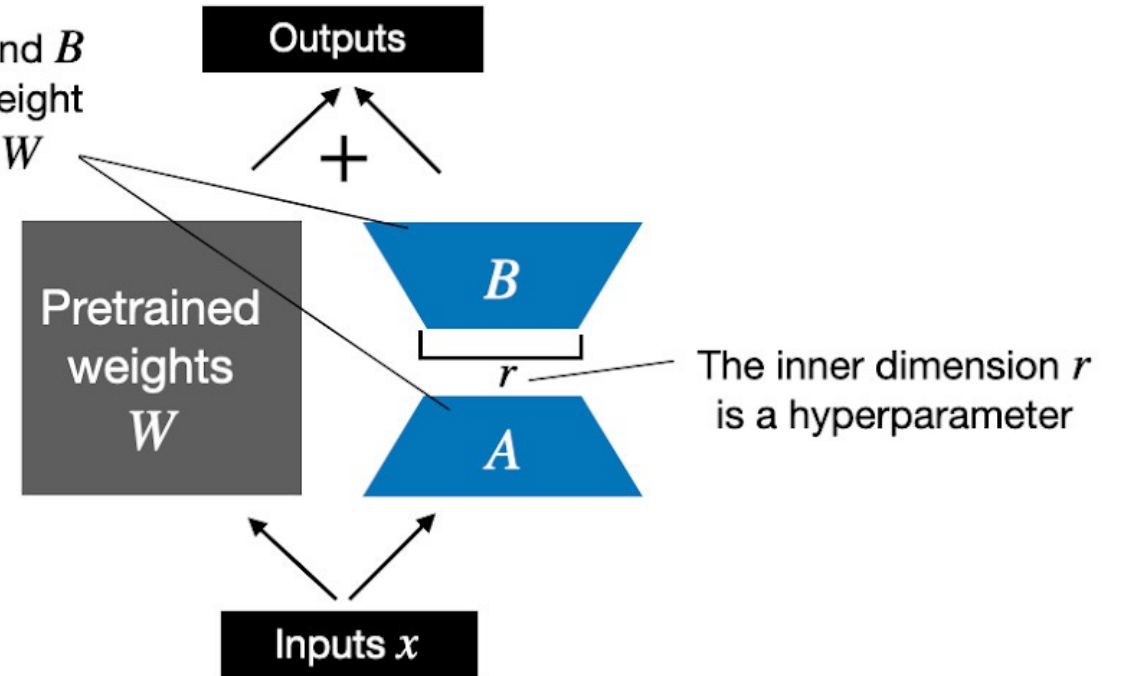 Outputs
nd B
eight
W
+
B
Pretrained
weights
W
r
The inner dimension r
is a hyperparameter
A
Inputs x